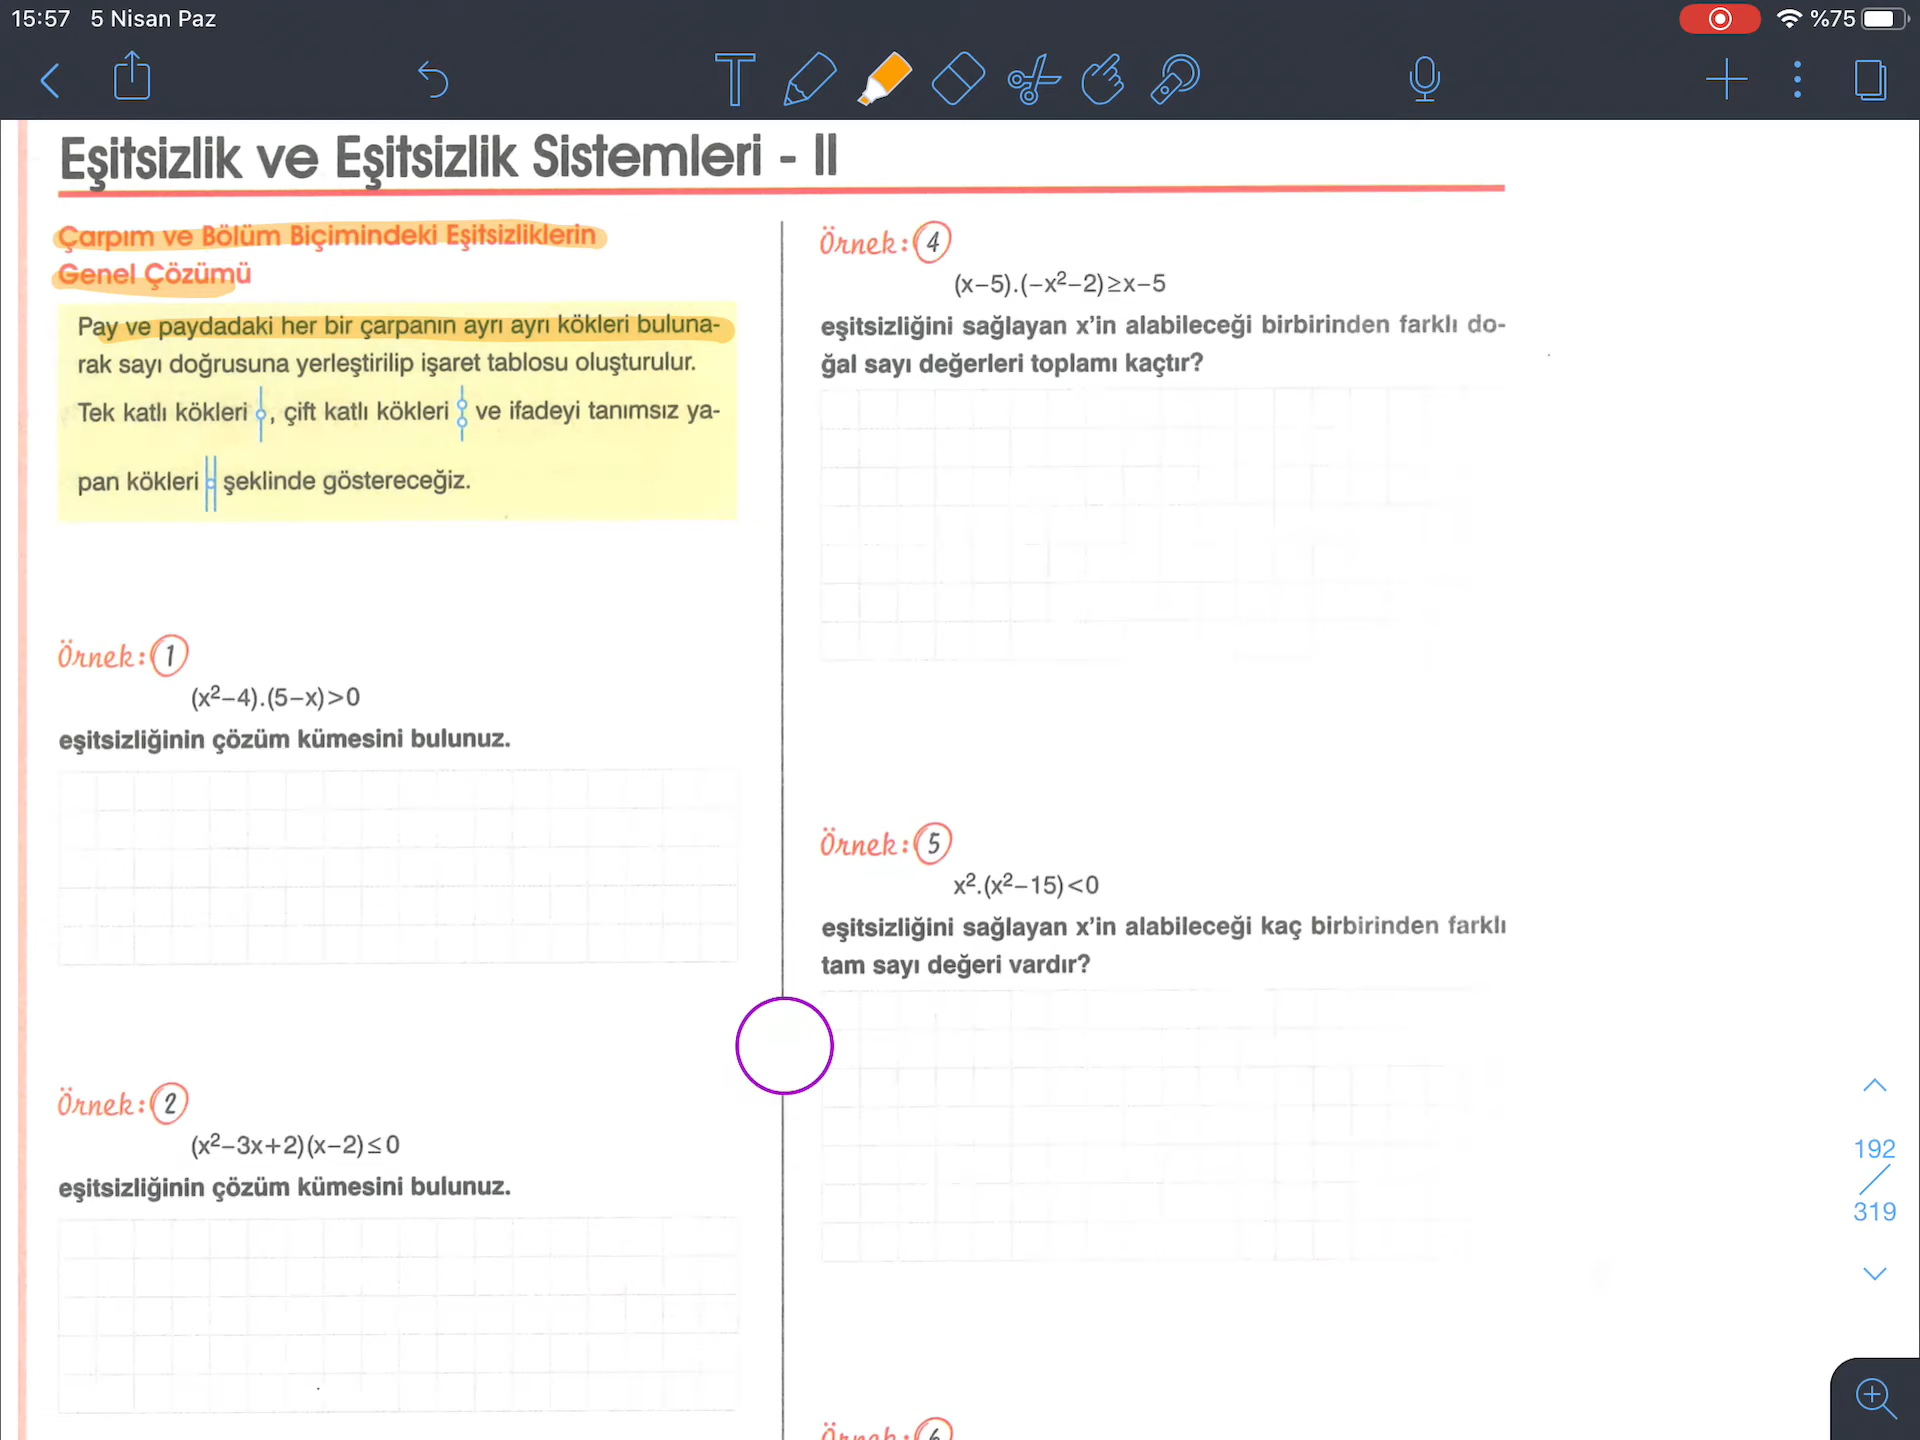 15:57 5 Nisan Paz
%75
Eşitsizlik ve Eşitsizlik Sistemleri - II
Çarpım ve Bölüm Biçimindeki Eşitsizliklerin
Genel Çözümü
Pay ve paydadaki her bir çarpanın ayrı ayrı kökleri buluna-
rak sayı doğrusuna yerleştirilip işaret tablosu oluşturulur.
Tek katlı kökleri , çift katlı kökleri ve ifadeyi tanımsız ya-
pan kökleri şeklinde göstereceğiz.
Örnek: 1
(x²−4).(5−x)>0
eşitsizliğinin çözüm kümesini bulunuz.
Örnek: 2
(x²−3x+2)(x−2)≤0
eşitsizliğinin çözüm kümesini bulunuz.
Örnek: 4
(x−5).(−x²−2)≥x−5
eşitsizliğini sağlayan x'in alabileceği birbirinden farklı do-
ğal sayı değerleri toplamı kaçtır?
Örnek: 5
x².(x²−15)<0
eşitsizliğini sağlayan x'in alabileceği kaç birbirinden farklı
tam sayı değeri vardır?
Örnek: 6
192
319